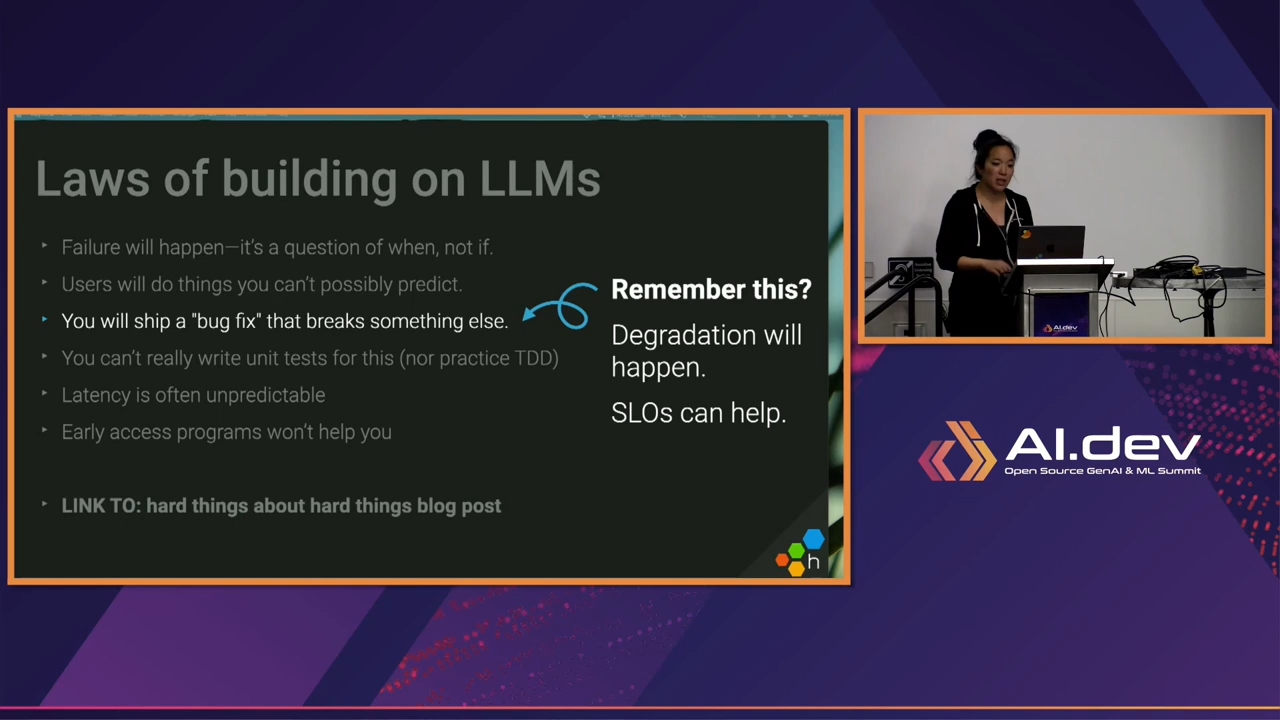 Laws of building on LLMs
‣ Failure will happen—it's a question of when, not if.
‣ Users will do things you can't possibly predict.
‣ You will ship a "bug fix" that breaks something else.
‣ You can't really write unit tests for this (nor practice TDD)
‣ Latency is often unpredictable
‣ Early access programs won't help you
‣ LINK TO: hard things about hard things blog post
Remember this?
Degradation will
happen.
SLOs can help.
h
AI.dev
AI.dev
Open Source GenAI & ML Summit